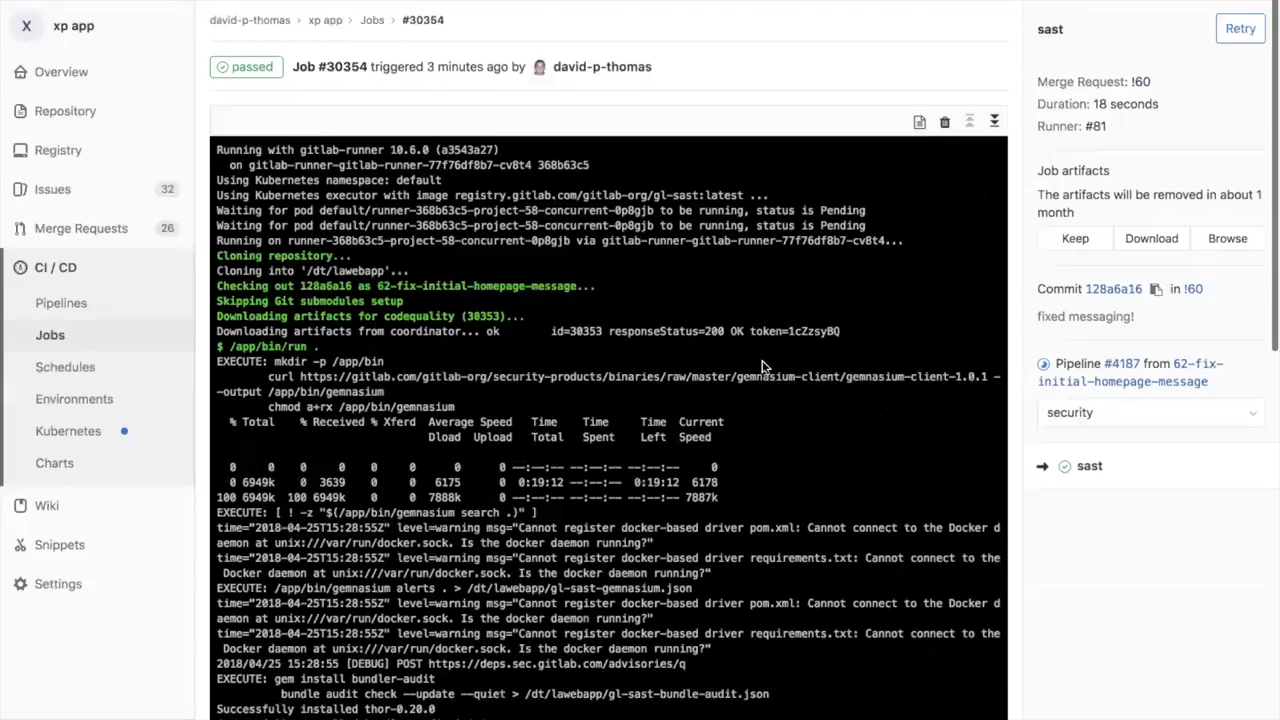 X xp app
Overview
Repository
Registry
Issues 32
Merge Requests 26
CI / CD
Pipelines
Jobs
Schedules
Environments
Kubernetes
Charts
Wiki
Snippets
Settings
david-p-thomas > xp app > Jobs > #30354
passed Job #30354 triggered 3 minutes ago by david-p-thomas
Running with gitlab-runner 10.6.0 (a3543a27)
on gitlab-runner-gitlab-runner-77f76df8b7-cv8t4 368b63c5
Using Kubernetes namespace: default
Using Kubernetes executor with image registry.gitlab.com/gitlab-org/gl-sast:latest ...
Waiting for pod default/runner-368b63c5-project-58-concurrent-0p8gjb to be running, status is Pending
Waiting for pod default/runner-368b63c5-project-58-concurrent-0p8gjb to be running, status is Pending
Running on runner-368b63c5-project-58-concurrent-0p8gjb via gitlab-runner-gitlab-runner-77f76df8b7-cv8t4...
Cloning repository...
Cloning into '/dt/lawebapp'...
Checking out 128a6a16 as 62-fix-initial-homepage-message...
Skipping Git submodules setup
Downloading artifacts for codequality (30353)...
Downloading artifacts from coordinator... ok id=30353 responseStatus=200 OK token=1cZzsyBQ
$ /app/bin/run .
EXECUTE: mkdir -p /app/bin
curl https://gitlab.com/gitlab-org/security-products/binaries/raw/master/gemnasium-client/gemnasium-client-1.0.1 -
-output /app/bin/gemnasium
chmod a+rx /app/bin/gemnasium
% Total % Received % Xferd Average Speed Time Time Time Current
Dload Upload Total Spent Left Speed
0 0 0 0 0 0 0 0 --:--:-- --:--:-- --:--:-- 0
0 6949k 0 3639 0 0 6175 0 0:19:12 --:--:-- 0:19:12 6178
100 6949k 100 6949k 0 0 7888k 0 --:--:-- --:--:-- --:--:-- 7887k
EXECUTE: [ ! -z "$(/app/bin/gemnasium search .)" ]
time="2018-04-25T15:28:55Z" level=warning msg="Cannot register docker-based driver pom.xml: Cannot connect to the Docker d
aemon at unix:///var/run/docker.sock. Is the docker daemon running?"
time="2018-04-25T15:28:55Z" level=warning msg="Cannot register docker-based driver requirements.txt: Cannot connect to the
Docker daemon at unix:///var/run/docker.sock. Is the docker daemon running?"
EXECUTE: /app/bin/gemnasium alerts . > /dt/lawebapp/gl-sast-gemnasium.json
time="2018-04-25T15:28:55Z" level=warning msg="Cannot register docker-based driver pom.xml: Cannot connect to the Docker d
aemon at unix:///var/run/docker.sock. Is the docker daemon running?"
time="2018-04-25T15:28:55Z" level=warning msg="Cannot register docker-based driver requirements.txt: Cannot connect to the
Docker daemon at unix:///var/run/docker.sock. Is the docker daemon running?"
2018/04/25 15:28:55 [DEBUG] POST https://deps.sec.gitlab.com/advisories/q
EXECUTE: gem install bundler-audit
bundle audit check --update --quiet > /dt/lawebapp/gl-sast-bundle-audit.json
Successfully installed thor-0.20.0
sast Retry
Merge Request: !60
Duration: 18 seconds
Runner: #81
Job artifacts
The artifacts will be removed in about 1
month
Keep Download Browse
Commit 128a6a16 in !60
fixed messaging!
Pipeline #4187 from 62-fix-
initial-homepage-message
security
sast